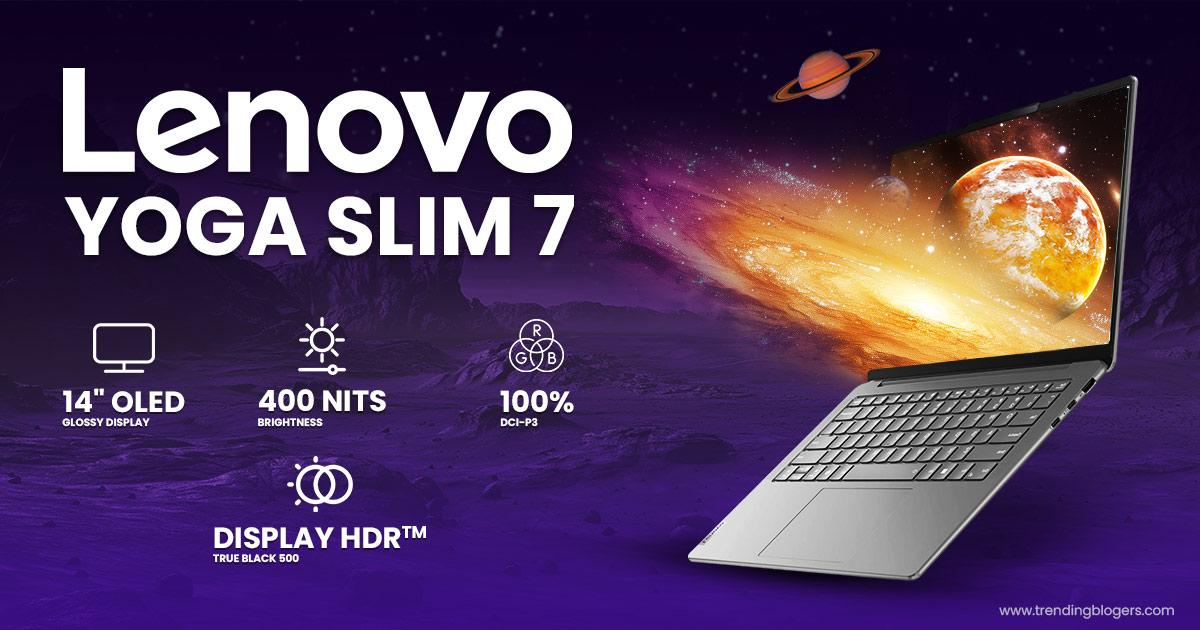 Lenovo
YOGA SLIM 7
14" OLED
GLOSSY DISPLAY
400 NITS
BRIGHTNESS
R
G B
100%
DCI-P3
DISPLAY HDR™
TRUE BLACK 500
www.trendingblogers.com